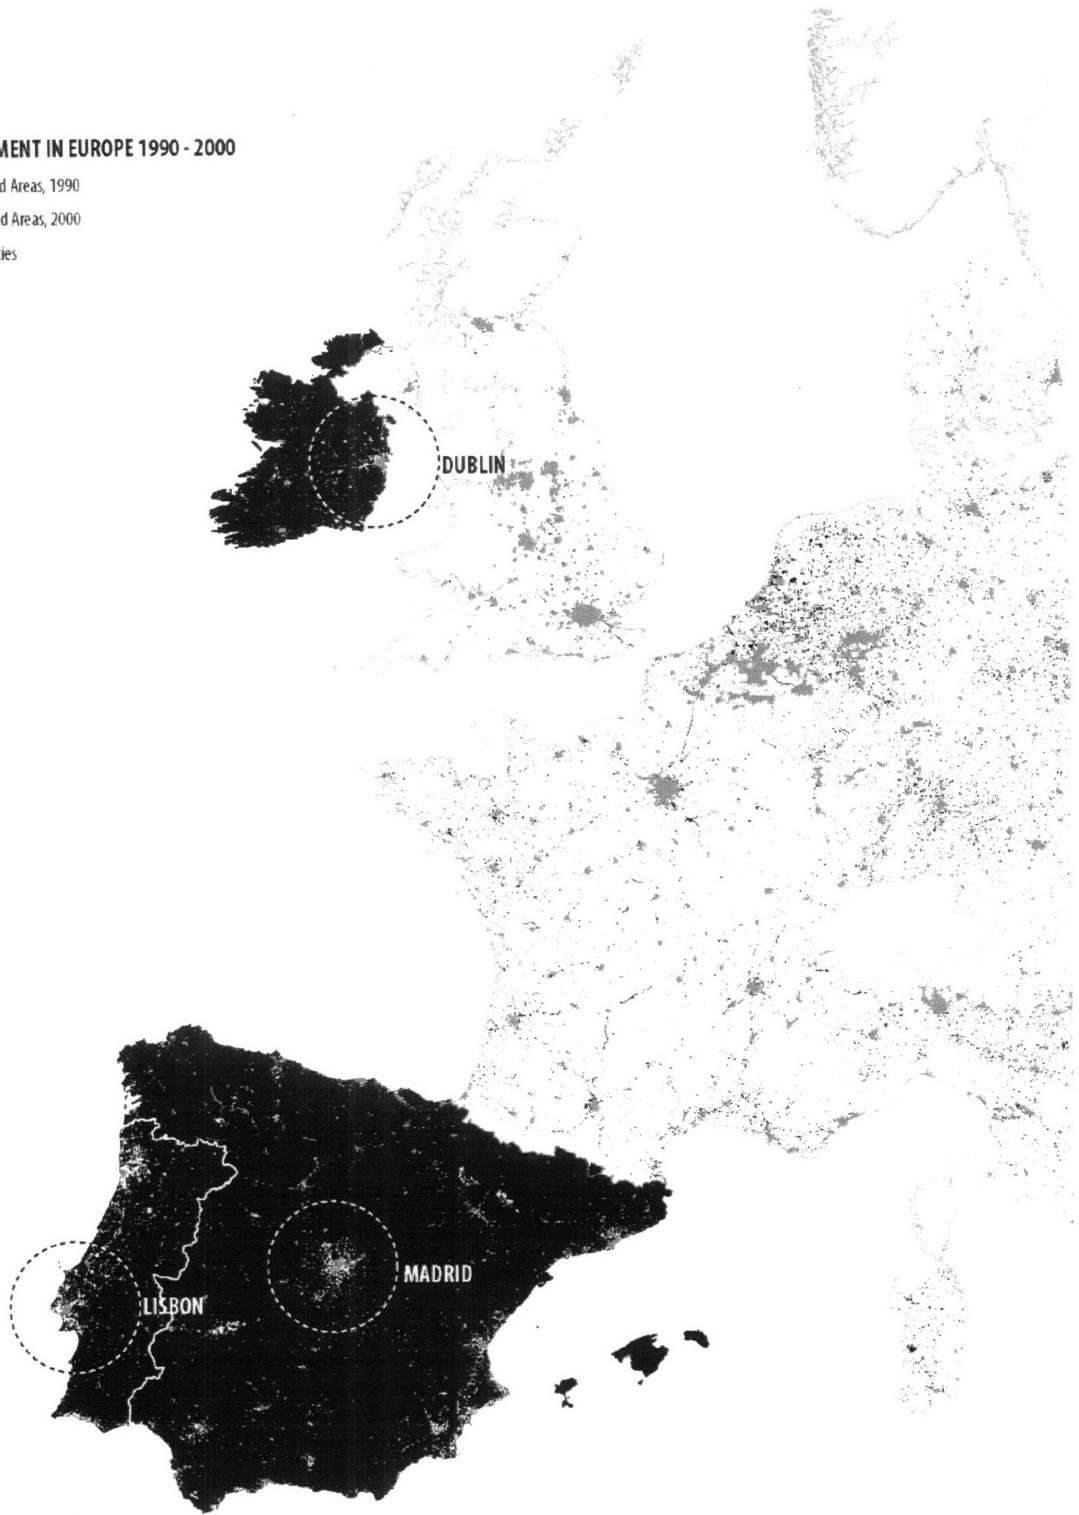 MENT IN EUROPE 1990 - 2000
d Areas, 1990
d Areas, 2000
ies
DUBLIN
MADRID
LISBON